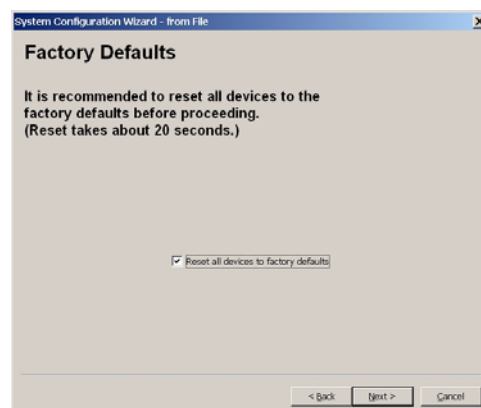 System Configuration Wizard - from File
Factory Defaults
It is recommended to reset all devices to the
factory defaults before proceeding.
(Reset takes about 20 seconds.)
Reset all devices to factory defaults
< Back
Next >
Cancel